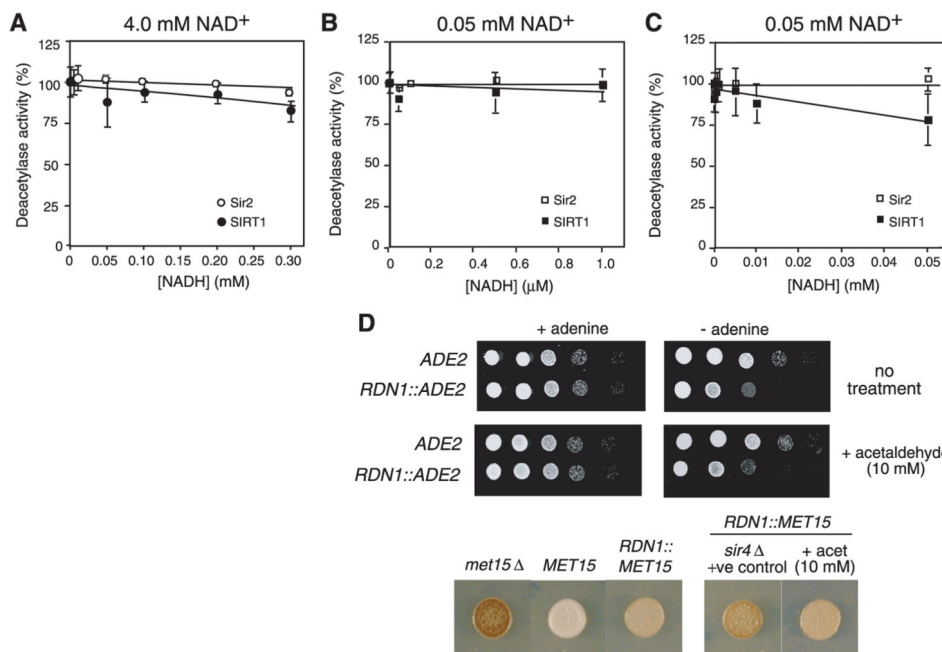 A
4.0 mM NAD+
Deacetylase activity (%)
125
100
75
50
25
0
Sir2
SIRT1
0 0.05 0.10 0.15 0.20 0.25 0.30
[NADH] (mM)
B
0.05 mM NAD+
Deacetylase activity (%)
125
100
75
50
25
0
Sir2
SIRT1
0 0.2 0.4 0.6 0.8 1.0
[NADH] (μM)
C
0.05 mM NAD+
Deacetylase activity (%)
125
100
75
50
25
0
Sir2
SIRT1
0 0.01 0.02 0.03 0.04 0.05
[NADH] (mM)
D
+ adenine - adenine
ADE2
RDN1::ADE2
no
treatment
ADE2
RDN1::ADE2
+ acetaldehyde
(10 mM)
met15Δ
MET15
RDN1::
MET15
RDN1::MET15
sir4Δ
+ve control
+ acet
(10 mM)